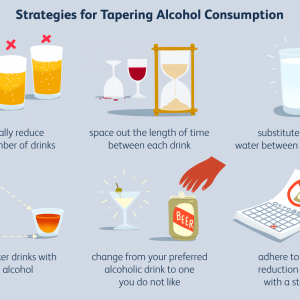 Strategies for Tapering Alcohol Consumption
ally reduce
mber of drinks
space out the length of time
between each drink
substitute
water between
ker drinks with
alcohol
BEER
change from your preferred
alcoholic drink to one
you do not like
adhere to
reduction
with a st